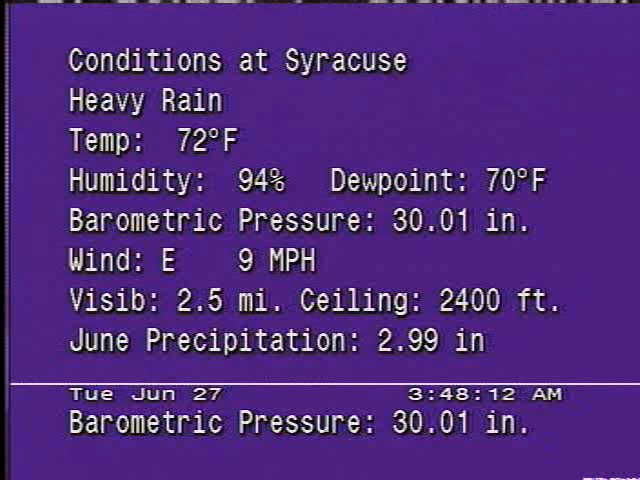 Conditions at Syracuse
Heavy Rain
Temp: 72°F
Humidity: 94% Dewpoint: 70°F
Barometric Pressure: 30.01 in.
Wind: E 9 MPH
Visib: 2.5 mi. Ceiling: 2400 ft.
June Precipitation: 2.99 in
Tue Jun 27 3:48:12 AM
Barometric Pressure: 30.01 in.